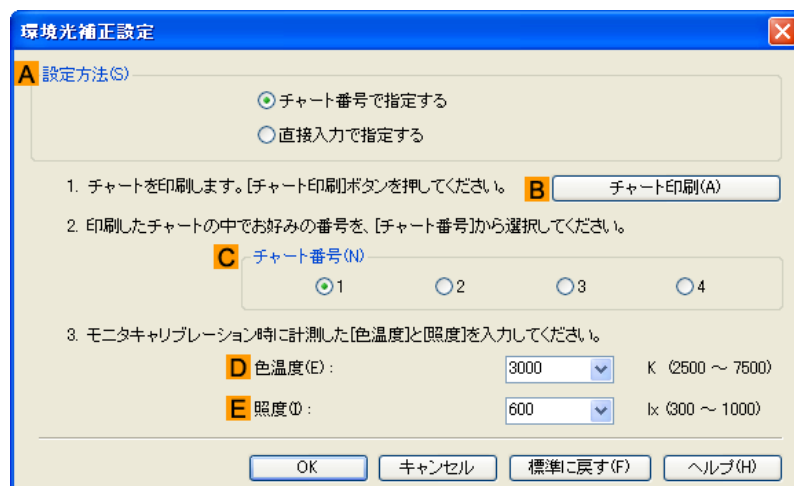 環境光補正設定
A 設定方法(S)
チャート番号で指定する
直接入力で指定する
1. チャートを印刷します。[チャート印刷]ボタンを押してください。 B チャート印刷(A)
2. 印刷したチャートの中でお好みの番号を、[チャート番号]から選択してください。
C チャート番号(N)
1 2 3 4
3. モニタキャリブレーション時に計測した[色温度]と[照度]を入力してください。
D 色温度(E) : 3000 K (2500 ～ 7500)
E 照度(I) : 600 lx (300 ～ 1000)
OK キャンセル 標準に戻す(F) ヘルプ(H)